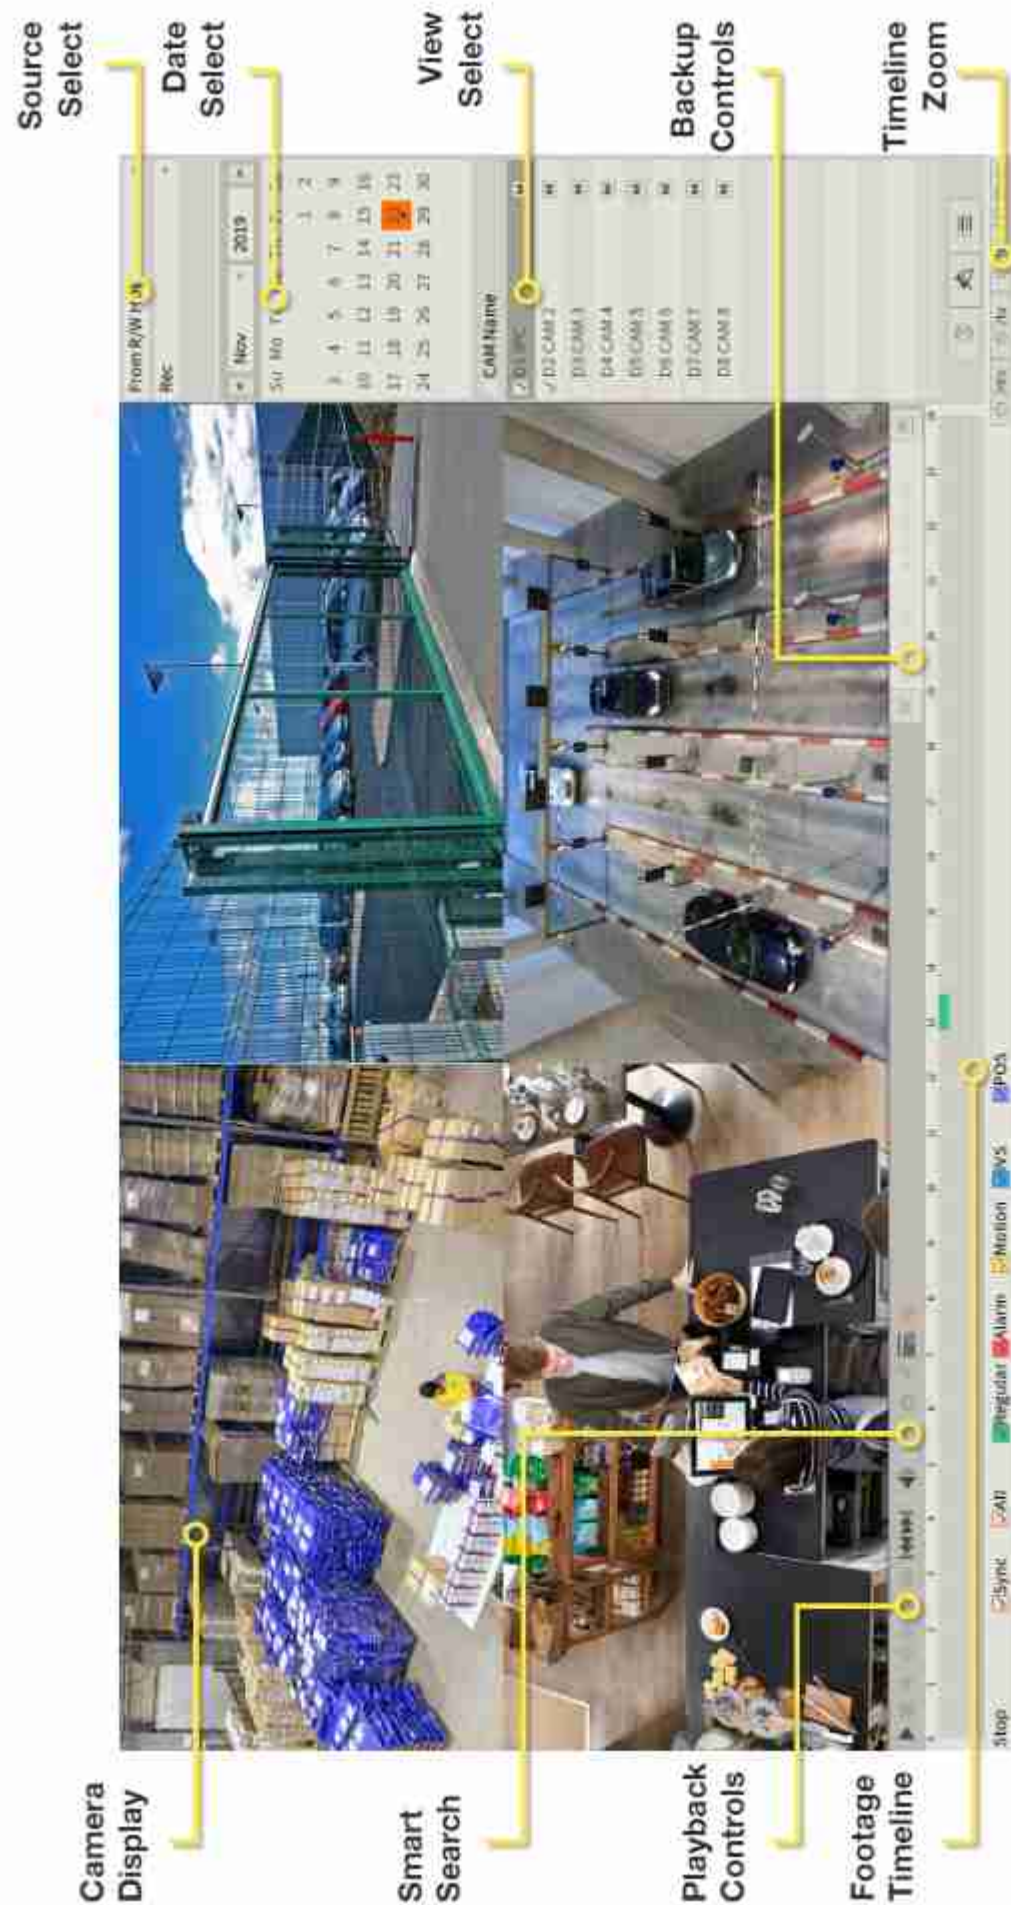 Source
Select
Date
Select
View
Select
Backup
Controls
Timeline
Zoom
Camera
Display
Smart
Search
Playback
Controls
Footage
Timeline
From R/W
Rec
Nov
2019
Su Mo
1 2
3 4 5 6 7 8 9
10 11 12 13 14 15 16
17 18 19 20 21 23
24 25 26 27 28 29 30
CAM Name
D1 IPC
D2 CAM 2
D3 CAM 3
D4 CAM 4
D5 CAM 5
D6 CAM 6
D7 CAM 7
D8 CAM 8
Stop
Sync
All
Regular
Alarm
Motion
IVS
POS